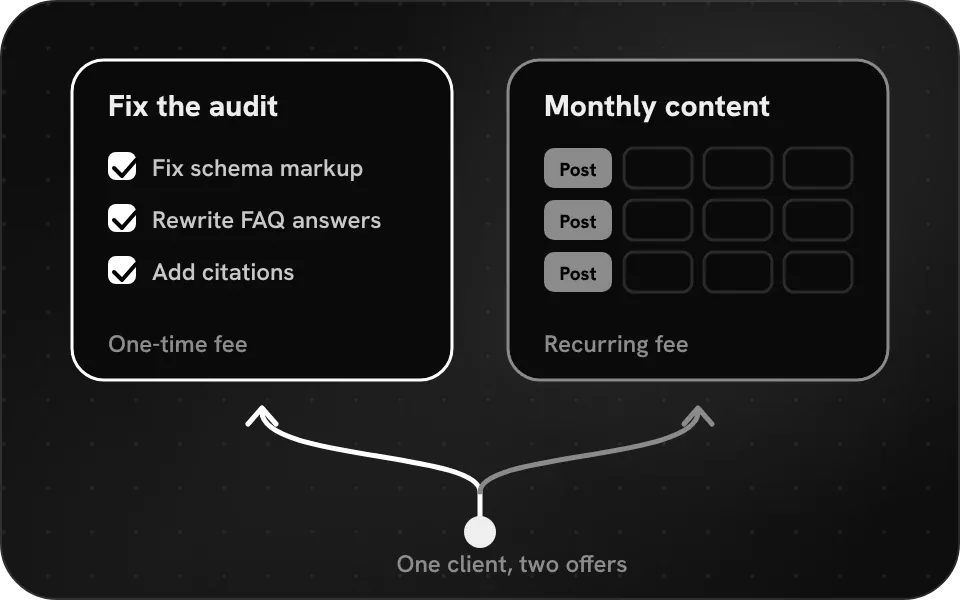 Fix the audit
Fix schema markup
Rewrite FAQ answers
Add citations
One-time fee
Monthly content
Post
Post
Post
Recurring fee
One client, two offers